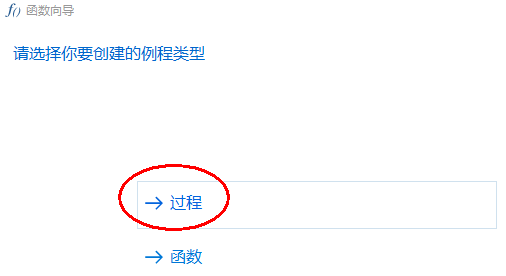 f() 函数向导
请选择你要创建的例程类型
→ 过程
→ 函数